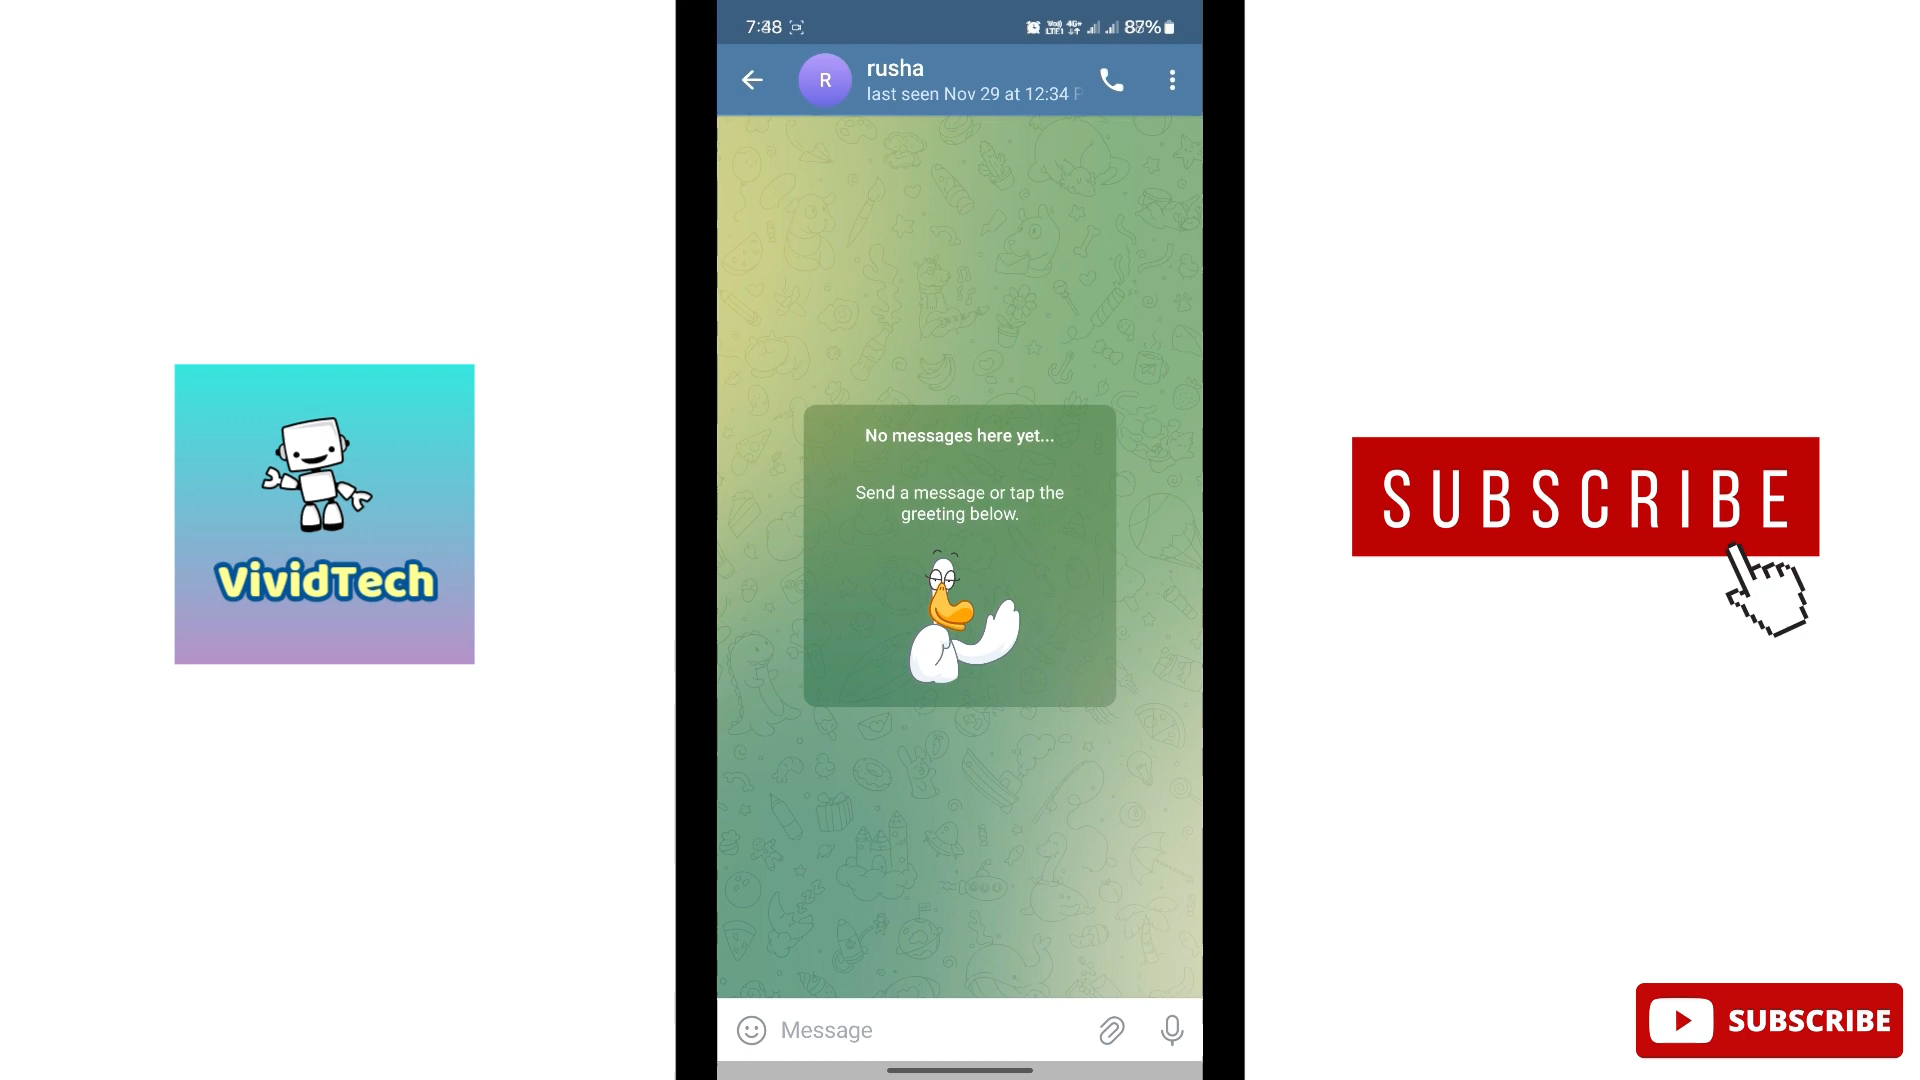 7:48
87%
R
rusha
last seen Nov 29 at 12:34 P
No messages here yet...
Send a message or tap the
greeting below.
VividTech
SUBSCRIBE
Message
SUBSCRIBE